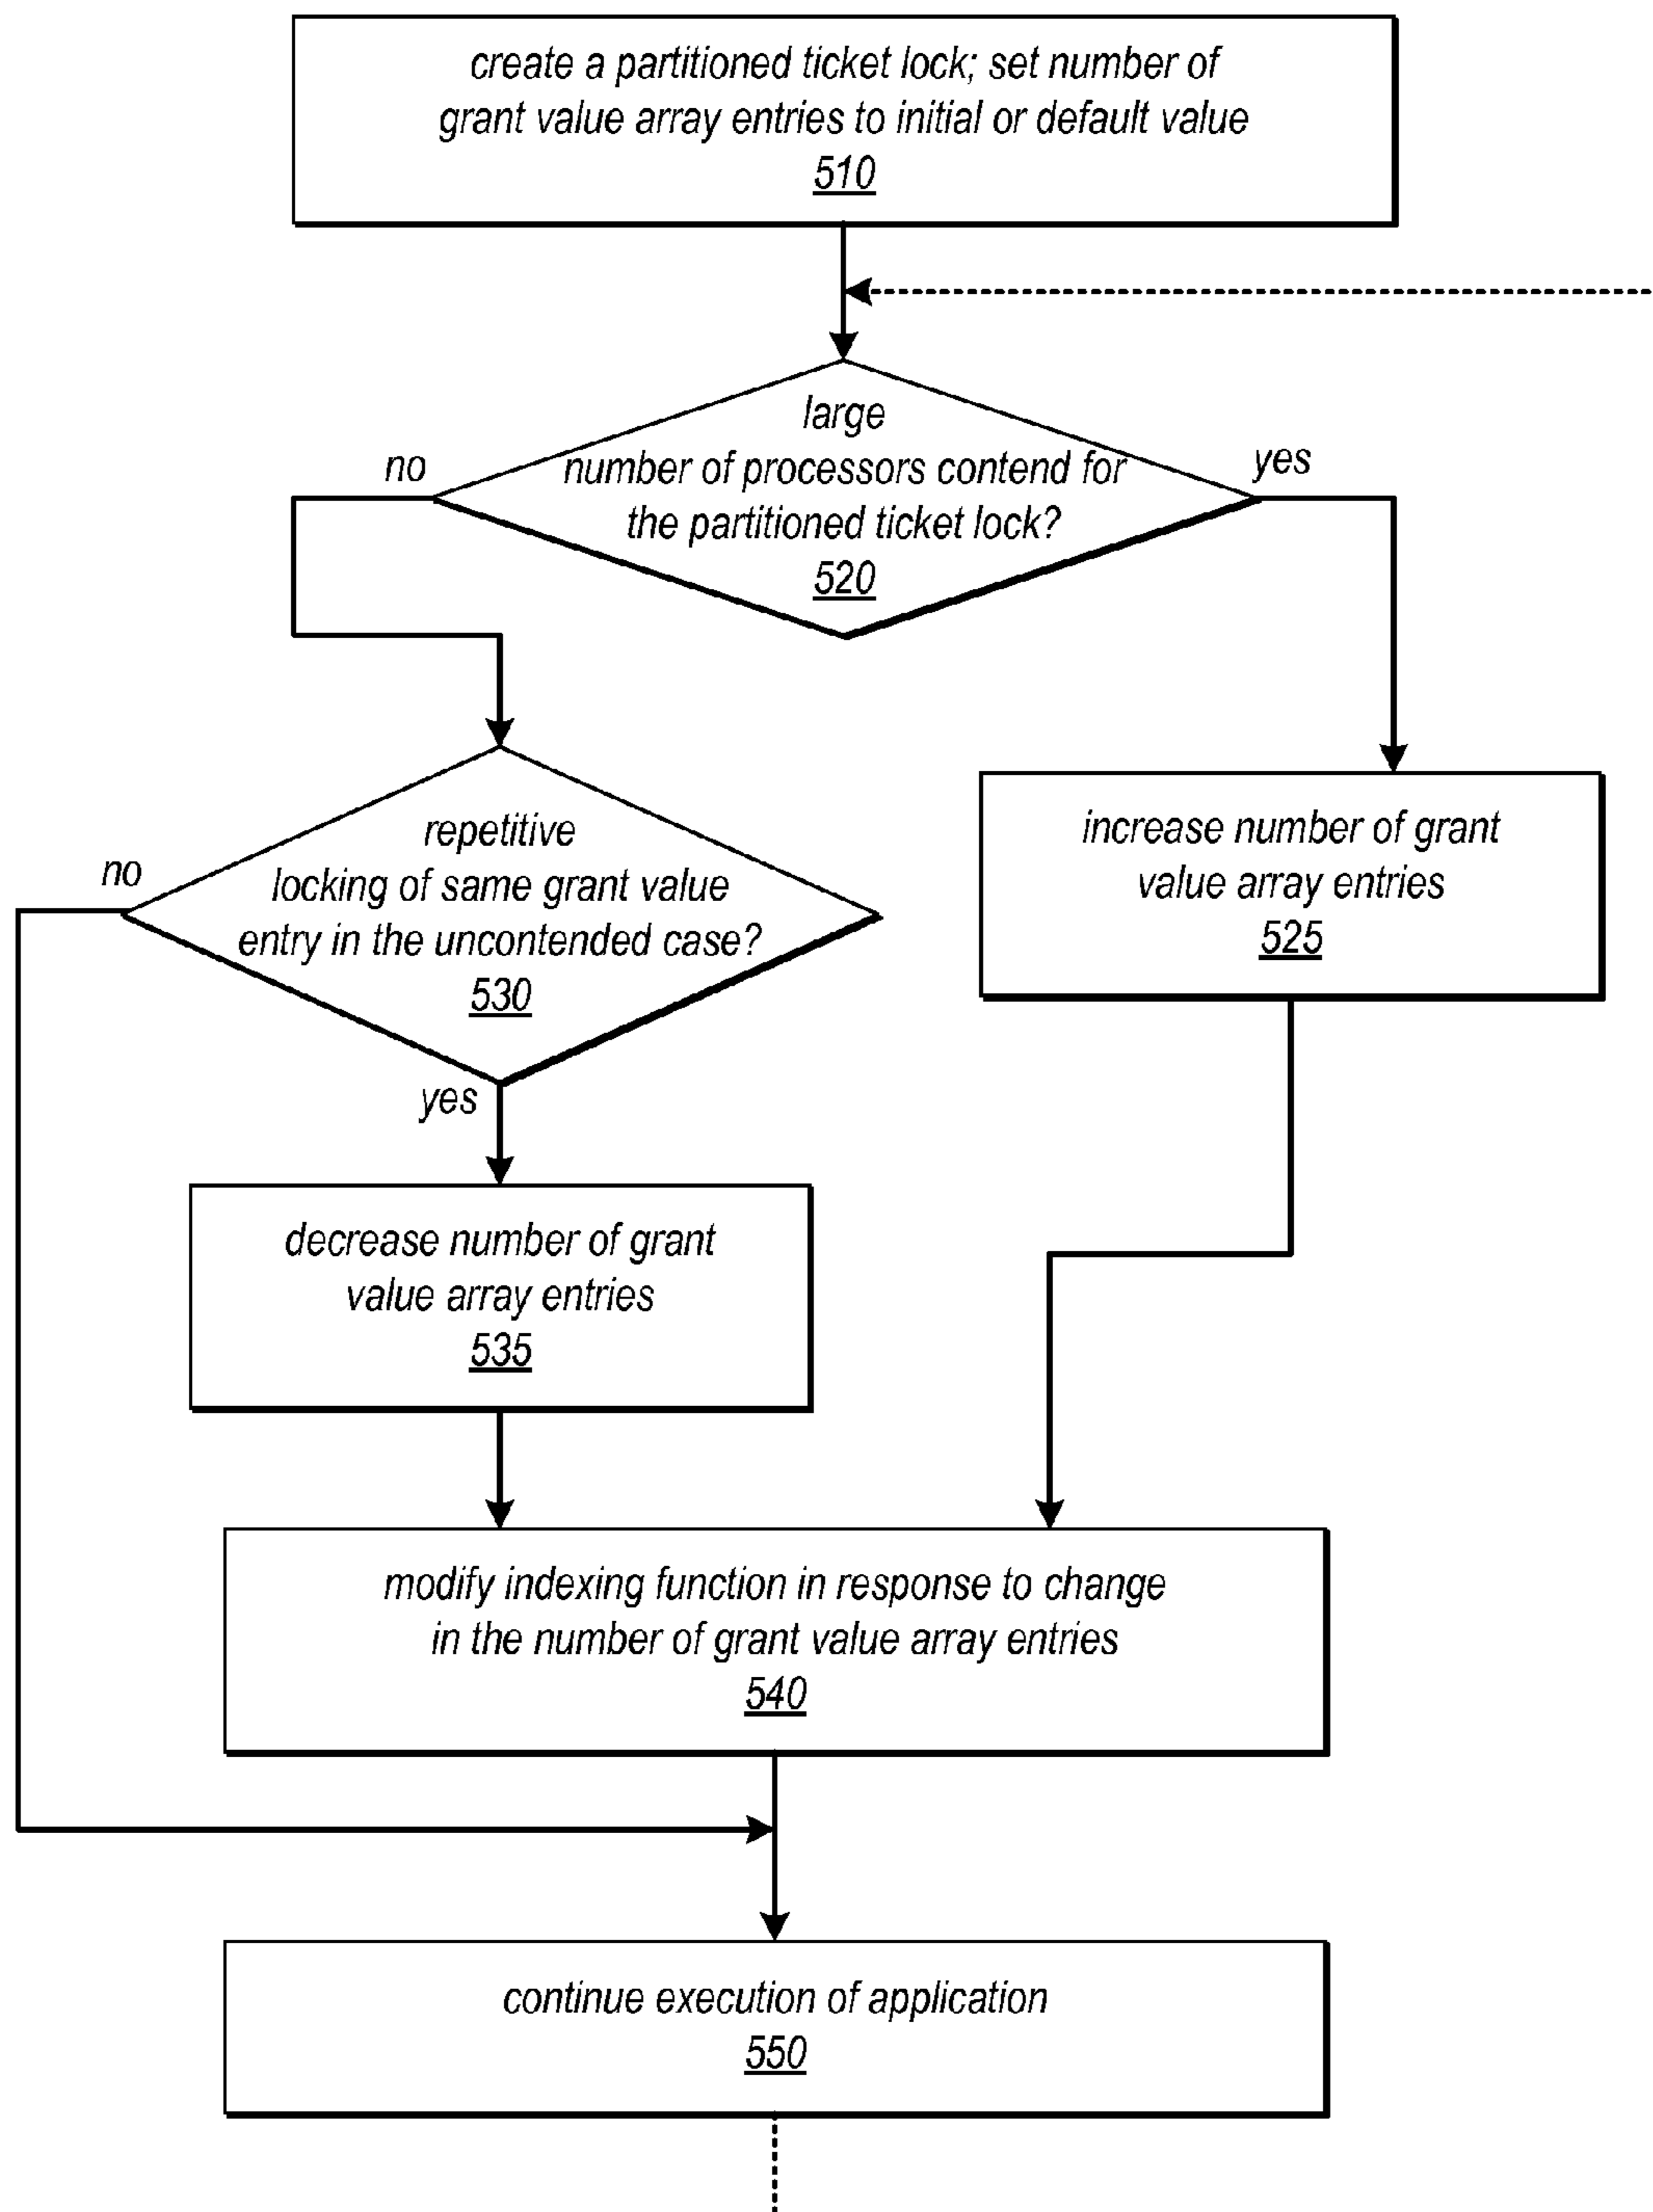 create a partitioned ticket lock; set number of
grant value array entries to initial or default value
510
large
number of processors contend for
the partitioned ticket lock?
520
no
yes
repetitive
locking of same grant value
entry in the uncontended case?
530
no
yes
increase number of grant
value array entries
525
decrease number of grant
value array entries
535
modify indexing function in response to change
in the number of grant value array entries
540
continue execution of application
550